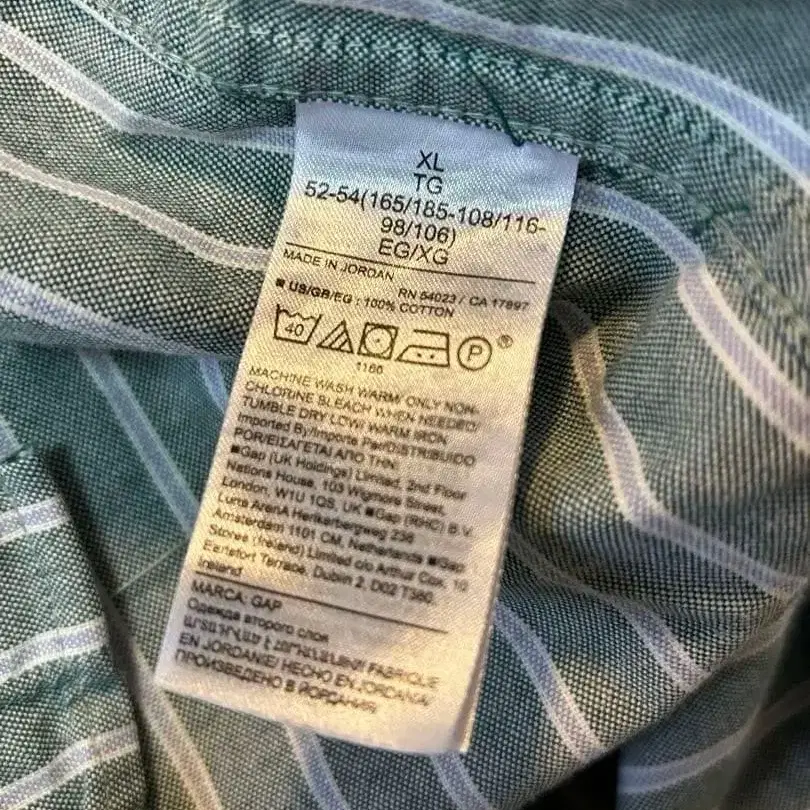 XL
TG
52-54(165/185-108/116-
98/106)
EG/XG
MADE IN JORDAN
RN 54023 / CA 17897
■ US/GB/EG : 100% COTTON
40
P
®
1160
MACHINE WASH WARM/ ONLY NON-
CHLORINE BLEACH WHEN NEEDED/
TUMBLE DRY LOW/ WARM IRON
Imported By/Importe Par/DISTRIBUIDO
POR/ΕΙΣΑΓΕΤΑΙ ΑΠΟ ΤΗΝ:
■Gap (UK Holdings) Limited, 2nd Floor
Nations House, 103 Wigmore Street,
London, W1U 1QS, UK ■Gap (RHC) B.V.
Luna ArenA Herikerbergweg 238
Amsterdam 1101 CM, Netherlands ■Gap
Stores (Ireland) Limited c/o Arthur Cox, 10
Earlsfort Terrace, Dublin 2, D02 T380,
Ireland
MARCA: GAP
Одежда второго слоя
FABRIQUE
EN JORDANIE/ HECHO EN JORDANIA/
ПРОИЗВЕДЕНО В ИОРДАНИЯ